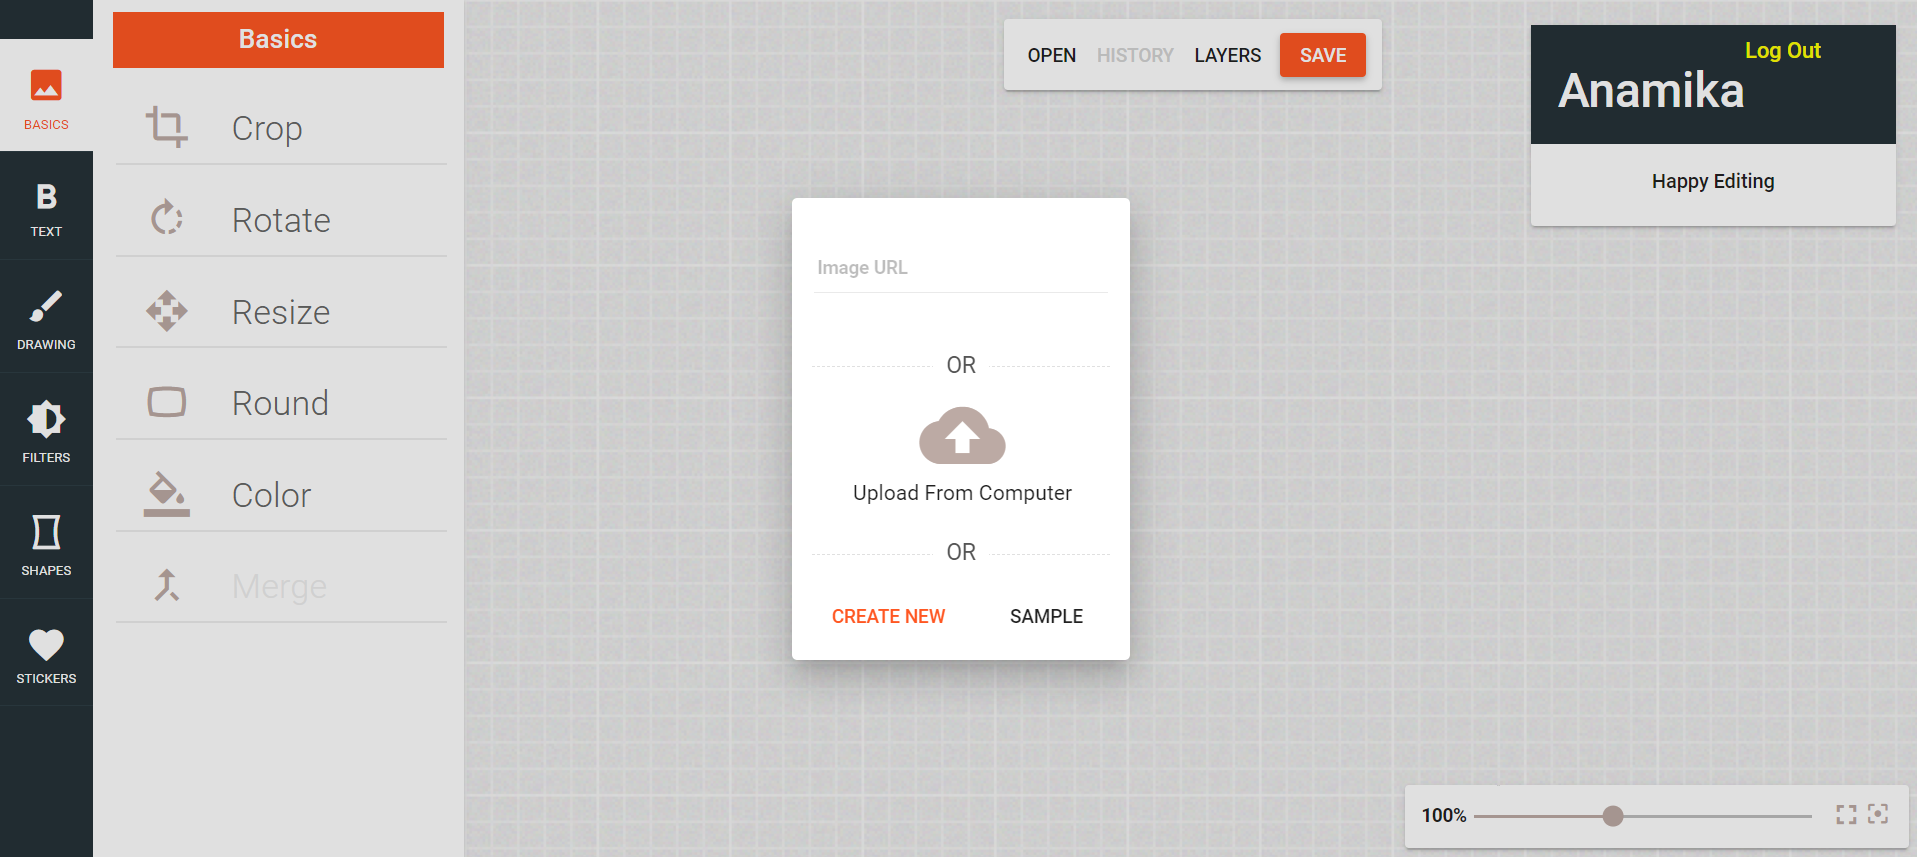 BASICS
TEXT
DRAWING
FILTERS
SHAPES
STICKERS
Basics
Crop
Rotate
Resize
Round
Color
Merge
OPEN HISTORY LAYERS SAVE
Image URL
OR
Upload From Computer
OR
CREATE NEW SAMPLE
Log Out
Anamika
Happy Editing
100%